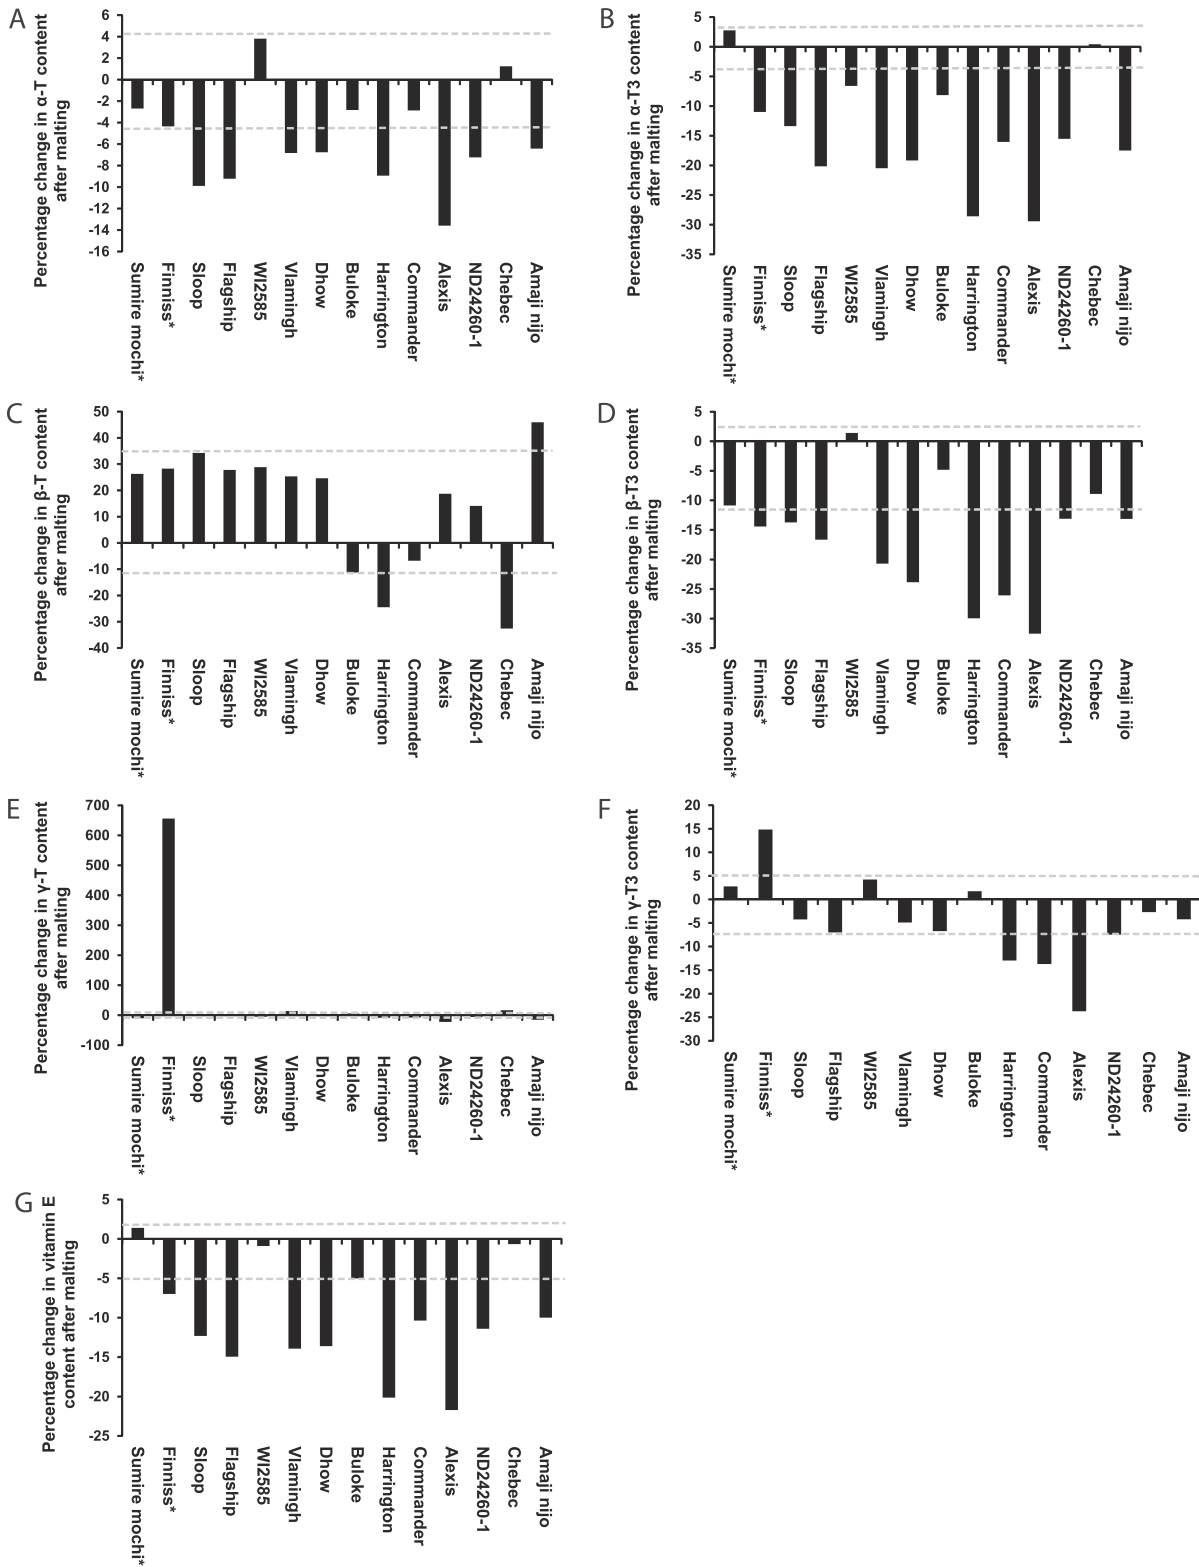 A
Percentage change in α-T content
after malting
6
4
2
0
-2
-4
-6
-8
-10
-12
-14
-16
Sumire mochi*
Finniss*
Sloop
Flagship
WI2585
Vlamingh
Dhow
Buloke
Harrington
Commander
Alexis
ND24260-1
Chebec
Amaji nijo
B
Percentage change in α-T3 content
after malting
5
0
-5
-10
-15
-20
-25
-30
-35
Sumire mochi*
Finniss*
Sloop
Flagship
WI2585
Vlamingh
Dhow
Buloke
Harrington
Commander
Alexis
ND24260-1
Chebec
Amaji nijo
C
Percentage change in β-T content
after malting
50
40
30
20
10
0
-10
-20
-30
-40
Sumire mochi*
Finniss*
Sloop
Flagship
WI2585
Vlamingh
Dhow
Buloke
Harrington
Commander
Alexis
ND24260-1
Chebec
Amaji nijo
D
Percentage change in β-T3 content
after malting
5
0
-5
-10
-15
-20
-25
-30
-35
Sumire mochi*
Finniss*
Sloop
Flagship
WI2585
Vlamingh
Dhow
Buloke
Harrington
Commander
Alexis
ND24260-1
Chebec
Amaji nijo
E
Percentage change in γ-T content
after malting
700
600
500
400
300
200
100
0
-100
Sumire mochi*
Finniss*
Sloop
Flagship
WI2585
Vlamingh
Dhow
Buloke
Harrington
Commander
Alexis
ND24260-1
Chebec
Amaji nijo
F
Percentage change in γ-T3 content
after malting
20
15
10
5
0
-5
-10
-15
-20
-25
-30
Sumire mochi*
Finniss*
Sloop
Flagship
WI2585
Vlamingh
Dhow
Buloke
Harrington
Commander
Alexis
ND24260-1
Chebec
Amaji nijo
G
Percentage change in vitamin E
content after malting
5
0
-5
-10
-15
-20
-25
Sumire mochi*
Finniss*
Sloop
Flagship
WI2585
Vlamingh
Dhow
Buloke
Harrington
Commander
Alexis
ND24260-1
Chebec
Amaji nijo